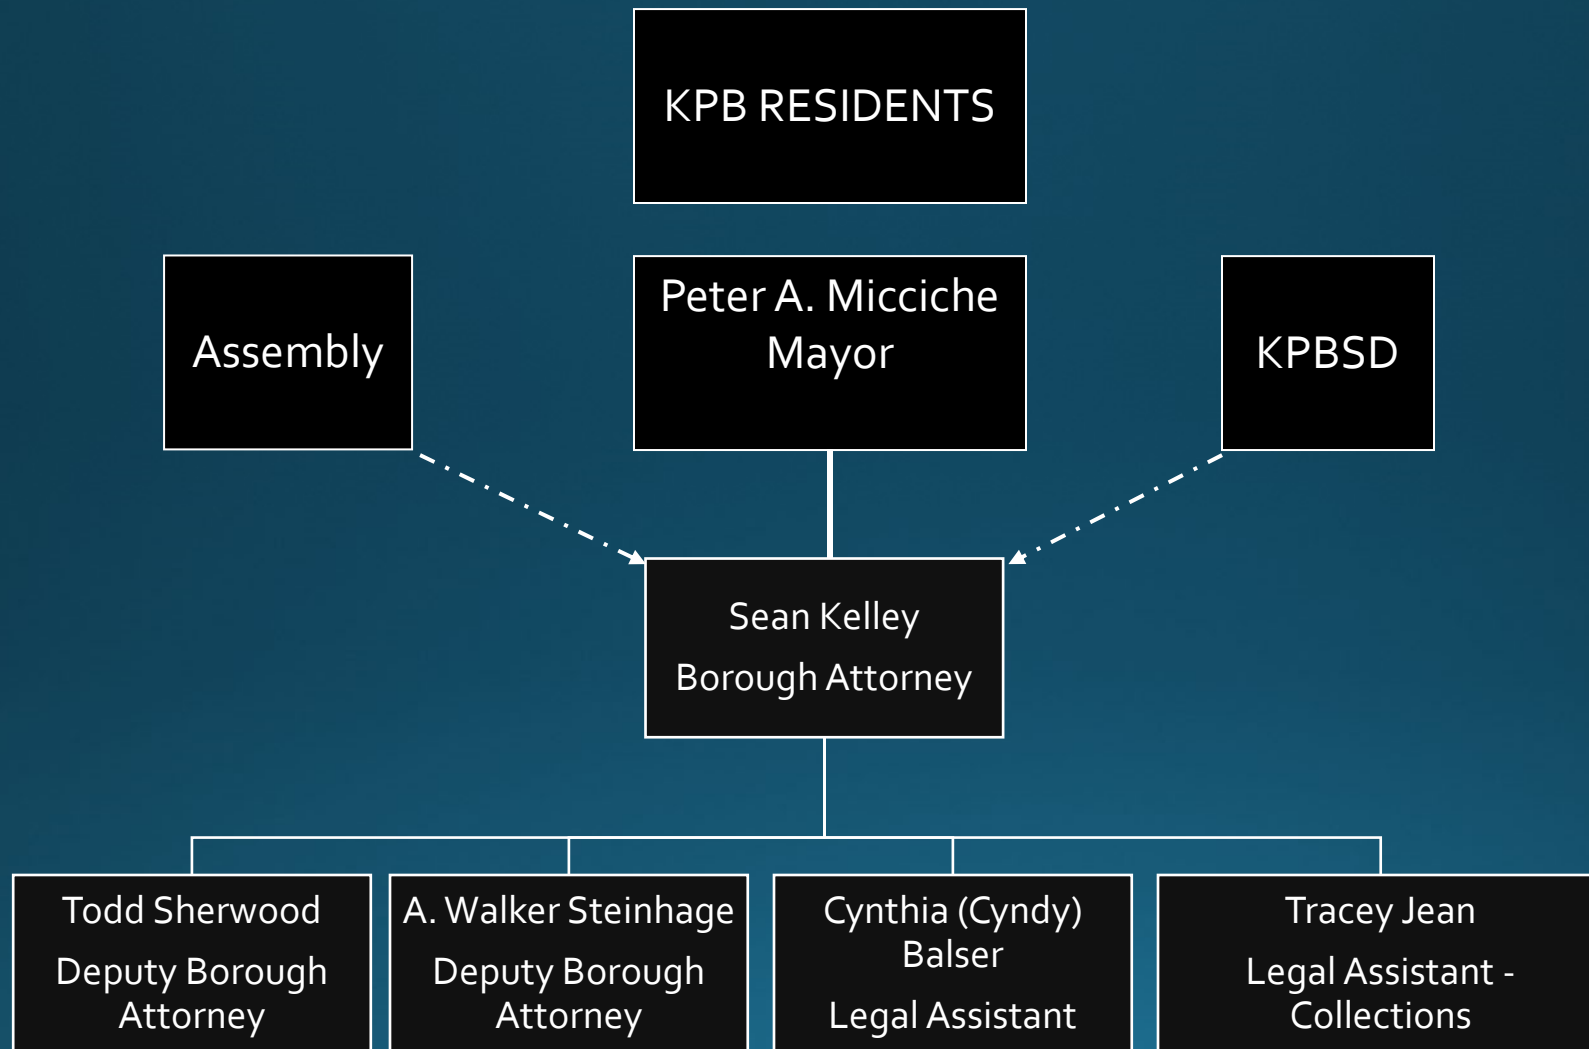 KPB RESIDENTS
Assembly
Peter A. Micciche
Mayor
KPBSD
Sean Kelley
Borough Attorney
Todd Sherwood
Deputy Borough
Attorney
A. Walker Steinhage
Deputy Borough
Attorney
Cynthia (Cyndy)
Balser
Legal Assistant
Tracey Jean
Legal Assistant -
Collections